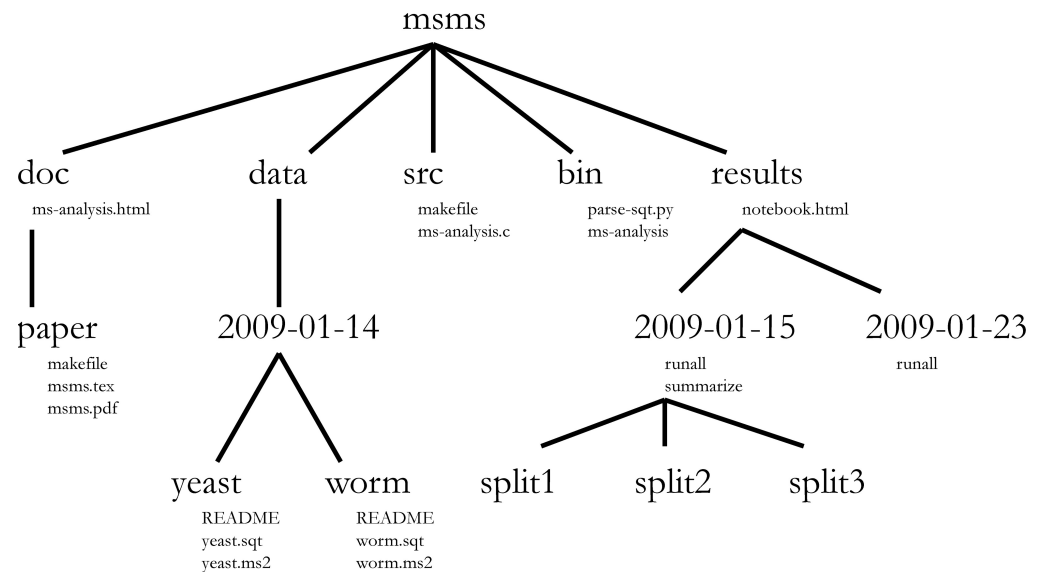 msms
doc
data
src
bin
results
ms-analysis.html
makefile
ms-analysis.c
parse-sqt.py
ms-analysis
notebook.html
paper
2009-01-14
2009-01-15
2009-01-23
makefile
msms.tex
msms.pdf
runall
summarize
runall
yeast
worm
split1
split2
split3
README
yeast.sqt
yeast.ms2
README
worm.sqt
worm.ms2